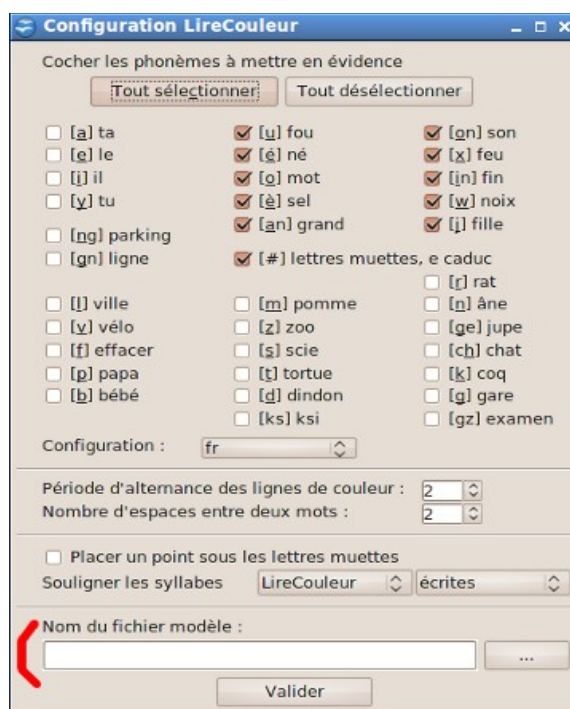 Configuration LireCouleur
Cocher les phonèmes à mettre en évidence
Tout sélectionner Tout désélectionner
[a] ta [u] fou [on] son
[e] le [é] né [x] feu
[i] il [o] mot [in] fin
[y] tu [è] sel [w] noix
[an] grand [j] fille
[ng] parking
[gn] ligne [#] lettres muettes, e caduc
[r] rat
[l] ville [m] pomme [n] âne
[v] vélo [z] zoo [ge] jupe
[f] effacer [s] scie [ch] chat
[p] papa [t] tortue [k] coq
[b] bébé [d] dindon [g] gare
[ks] ksi [gz] examen
Configuration : fr
Période d'alternance des lignes de couleur : 2
Nombre d'espaces entre deux mots : 2
Placer un point sous les lettres muettes
Souligner les syllabes LireCouleur écrites
Nom du fichier modèle :
...
Valider